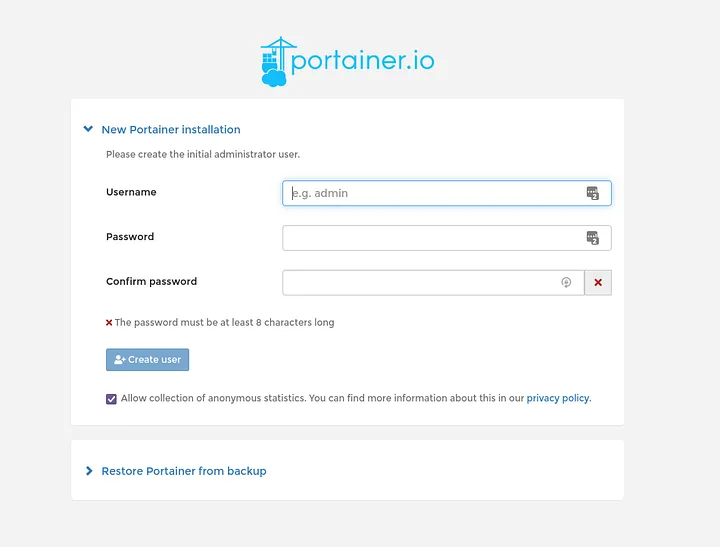 portainer.io
New Portainer installation
Please create the initial administrator user.
Username
e.g. admin
Password
Confirm password
The password must be at least 8 characters long
Create user
Allow collection of anonymous statistics. You can find more information about this in our privacy policy.
Restore Portainer from backup